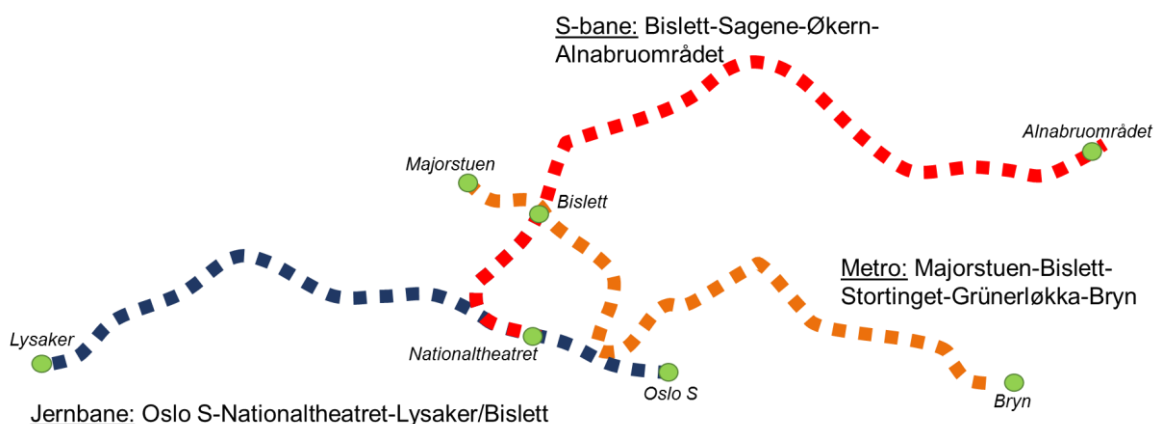 S-bane: Bislett-Sagene-Økern-
Alnabruområdet
Alnabruområdet
Majorstuen
Bislett
Metro: Majorstuen-Bislett-
Stortinget-Grünerløkka-Bryn
Lysaker
Nationaltheatret
Oslo S
Bryn
Jernbane: Oslo S-Nationaltheatret-Lysaker/Bislett